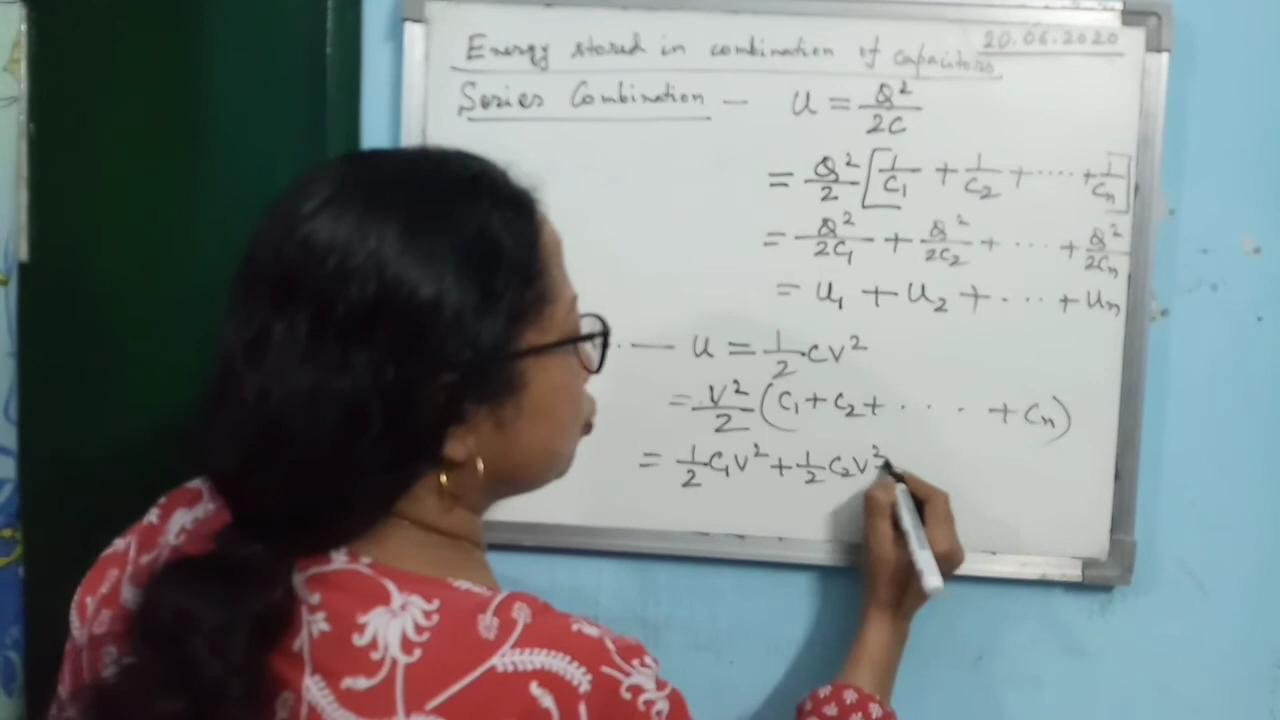 20.06.2020
Energy stored in combination of capacitors
Series Combination — U = Q²/2C
= Q²/2 [1/C₁ + 1/C₂ + .... + 1/Cₙ]
= Q²/2C₁ + Q²/2C₂ + ... + Q²/2Cₙ
= U₁ + U₂ + ... + Uₙ
— U = 1/2 CV²
= V²/2 (C₁ + C₂ + .... + Cₙ)
= 1/2 C₁V² + 1/2 C₂V²